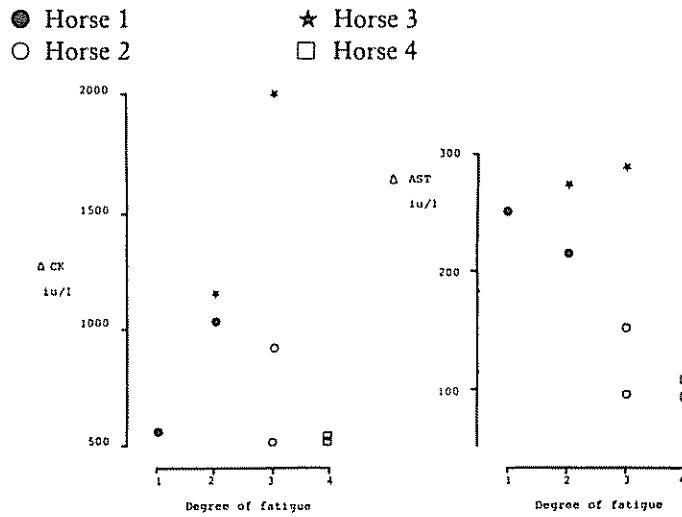 Horse 1
Horse 3
Horse 2
Horse 4
2000
1500
Δ CK
iu/l
1000
500
1 2 3 4
Degree of fatigue
300
Δ AST
iu/l
200
100
1 2 3 4
Degree of fatigue